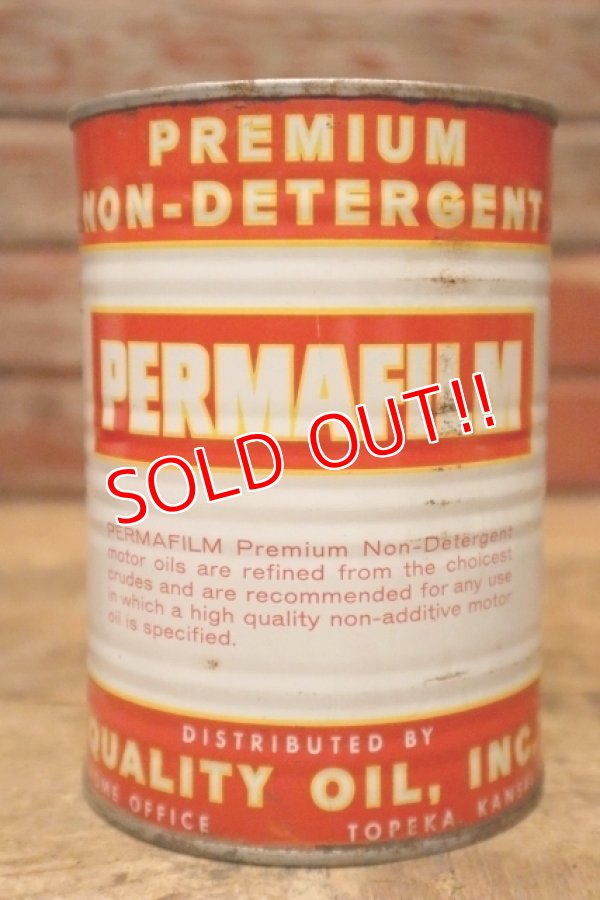 PREMIUM
NON-DETERGENT
PERMAFILM
SOLD OUT!!
PERMAFILM Premium Non-Detergent
motor oils are refined from the choicest
crudes and are recommended for any use
in which a high quality non-additive motor
oil is specified.
DISTRIBUTED BY
QUALITY OIL, INC.
OFFICE TOPEKA